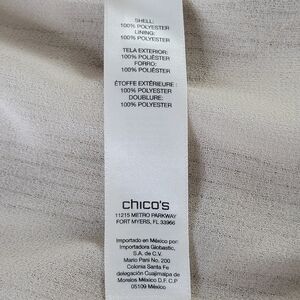 SHELL:
100% POLYESTER
LINING:
100% POLYESTER
TELA EXTERIOR:
100% POLIÉSTER
FORRO:
100% POLIÉSTER
ÉTOFFE EXTÉRIEURE :
100% POLYESTER
DOUBLURE:
100% POLYESTER
chico's
11215 METRO PARKWAY
FORT MYERS, FL 33966
Importado en México por:
Importadora Globastic,
S.A. de C.V.
Mario Pani No. 200
Colonia Santa Fe
delegación Cuajimalpa de
Morelos México D.F. C.P
05109 México